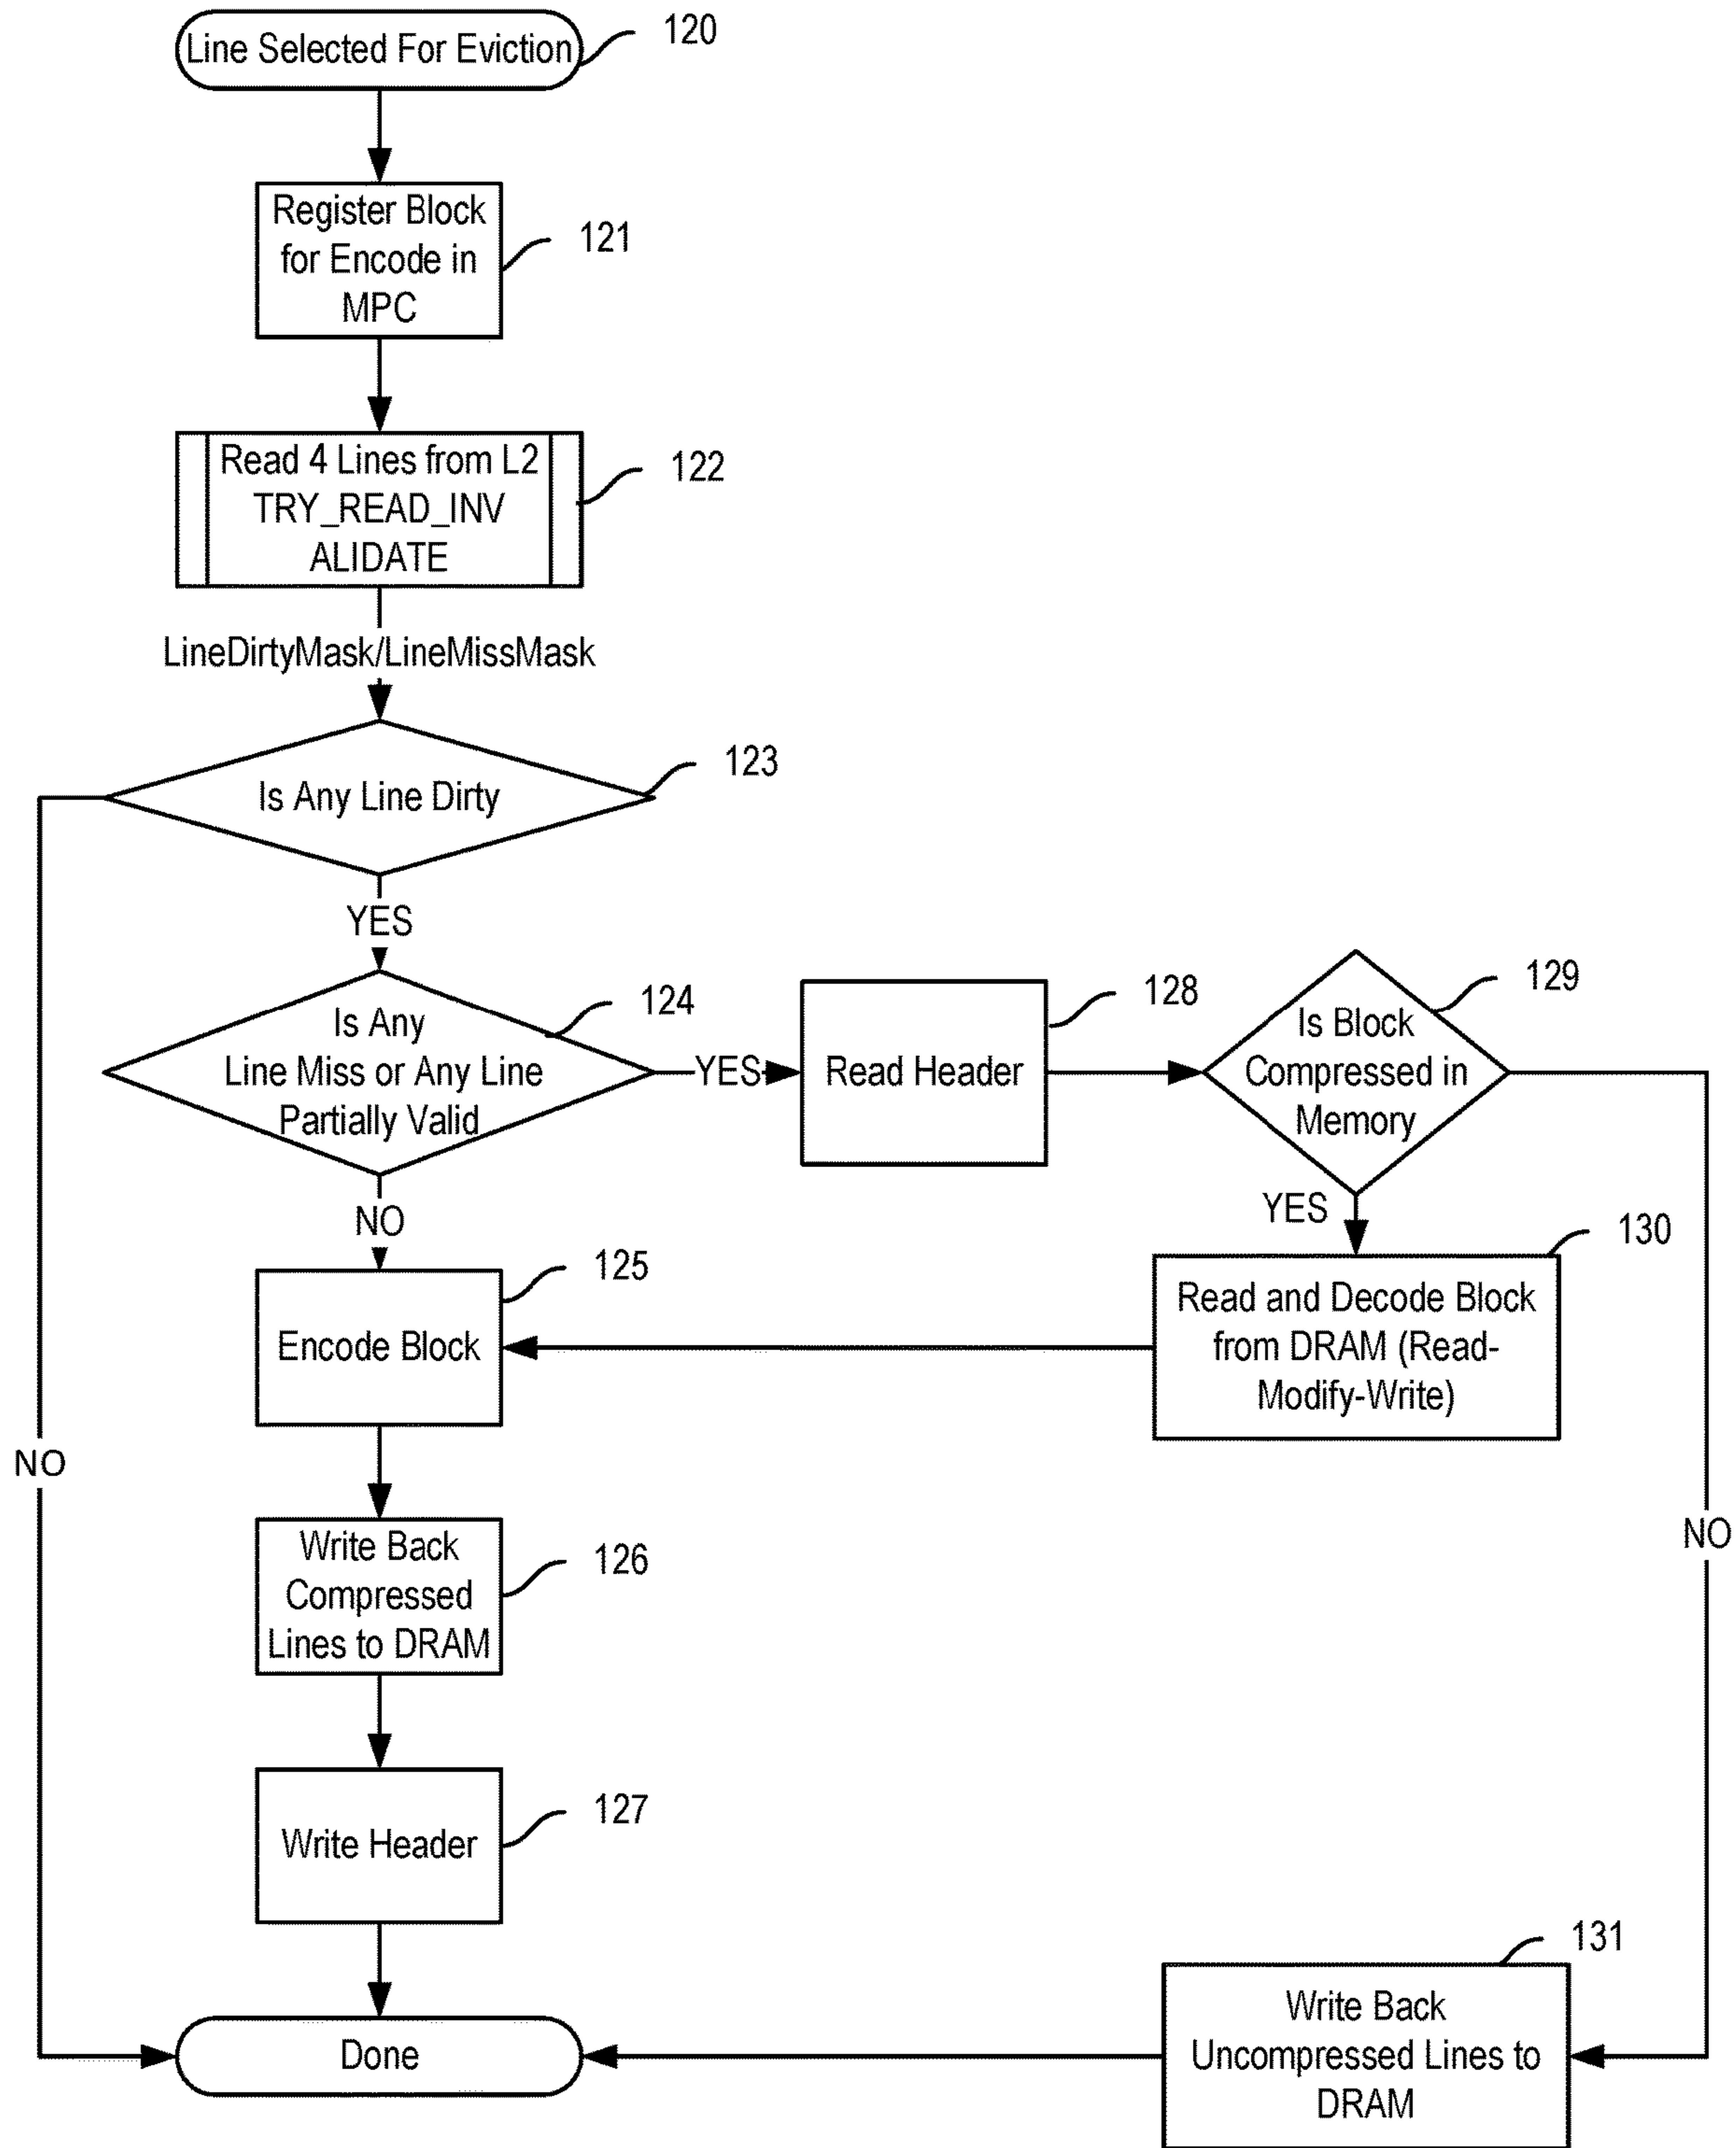 Line Selected For Eviction
120
Register Block
for Encode in
MPC
121
Read 4 Lines from L2
TRY_READ_INV
ALIDATE
122
LineDirtyMask/LineMissMask
Is Any Line Dirty
123
YES
Is Any
Line Miss or Any Line
Partially Valid
124
YES
Read Header
128
Is Block
Compressed in
Memory
129
NO
YES
Encode Block
125
Read and Decode Block
from DRAM (Read-
Modify-Write)
130
NO
NO
Write Back
Compressed
Lines to DRAM
126
Write Header
127
Write Back
Uncompressed Lines to
DRAM
131
Done